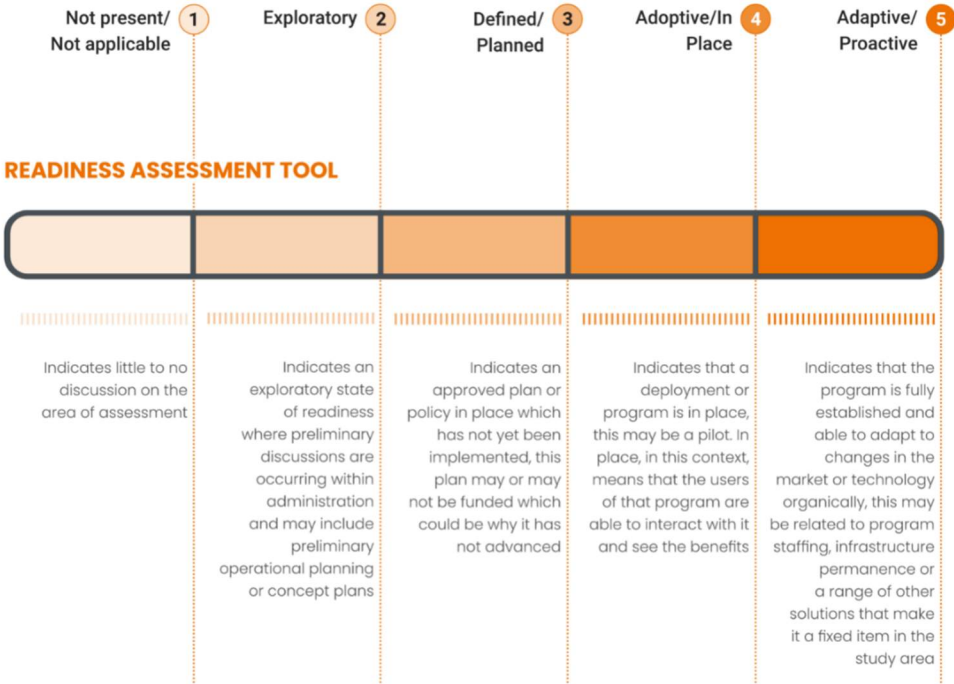 Not present/
Not applicable
1
Exploratory
2
Defined/
Planned
3
Adoptive/In
Place
4
Adaptive/
Proactive
5
READINESS ASSESSMENT TOOL
Indicates little to no
discussion on the
area of assessment
Indicates an
exploratory state
of readiness
where preliminary
discussions are
occurring within
administration
and may include
preliminary
operational planning
or concept plans
Indicates an
approved plan or
policy in place which
has not yet been
implemented, this
plan may or may
not be funded which
could be why it has
not advanced
Indicates that a
deployment or
program is in place,
this may be a pilot. In
place, in this context,
means that the users
of that program are
able to interact with it
and see the benefits
Indicates that the
program is fully
established and
able to adapt to
changes in the
market or technology
organically, this may
be related to program
staffing, infrastructure
permanence or
a range of other
solutions that make
it a fixed item in the
study area